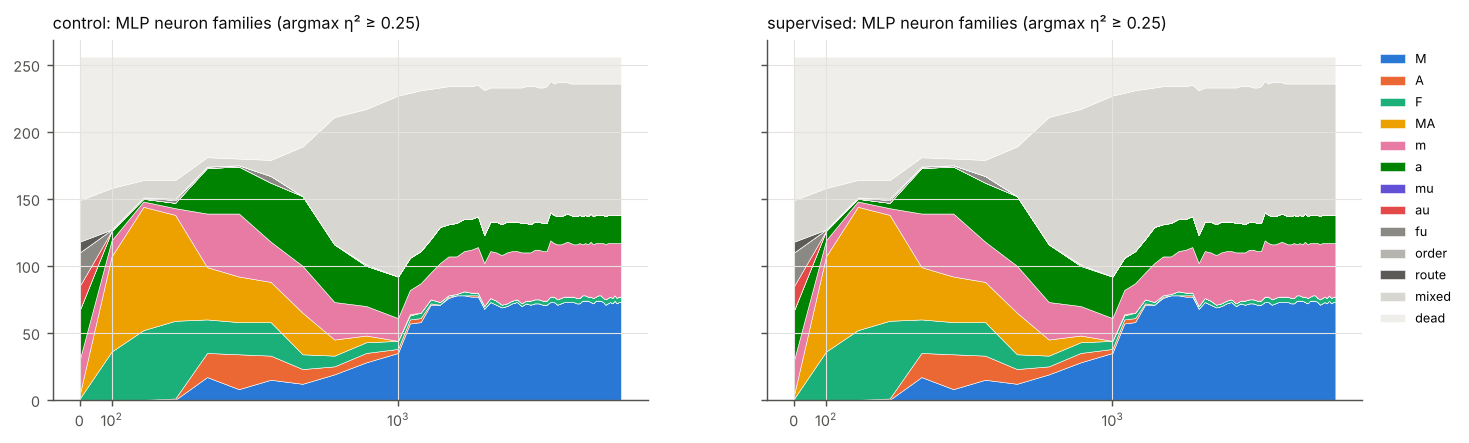 control: MLP neuron families (argmax η² ≥ 0.25)
250
200
150
100
50
0
0
10²
10³
supervised: MLP neuron families (argmax η² ≥ 0.25)
0
10²
10³
M
A
F
MA
m
a
mu
au
fu
order
route
mixed
dead